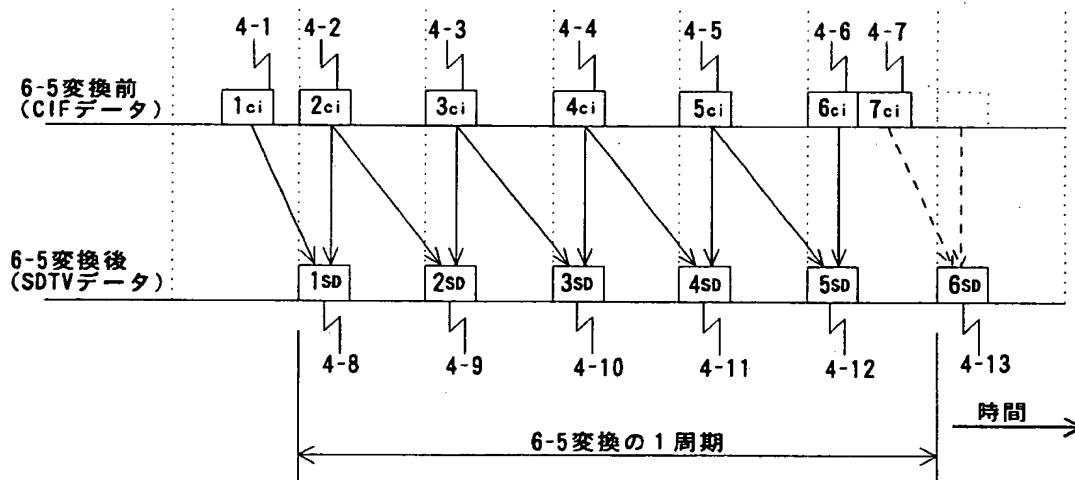 4-1 4-2 4-3 4-4 4-5 4-6 4-7
6-5変換前
(CIFデータ)
1ci 2ci 3ci 4ci 5ci 6ci 7ci
6-5変換後
(SDTVデータ)
1SD 2SD 3SD 4SD 5SD 6SD
4-8 4-9 4-10 4-11 4-12 4-13
時間
6-5変換の1周期